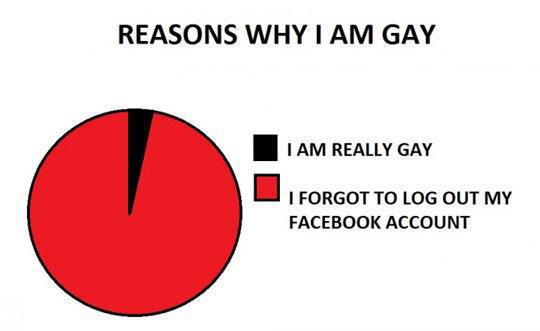 REASONS WHY I AM GAY
I AM REALLY GAY
I FORGOT TO LOG OUT MY
FACEBOOK ACCOUNT